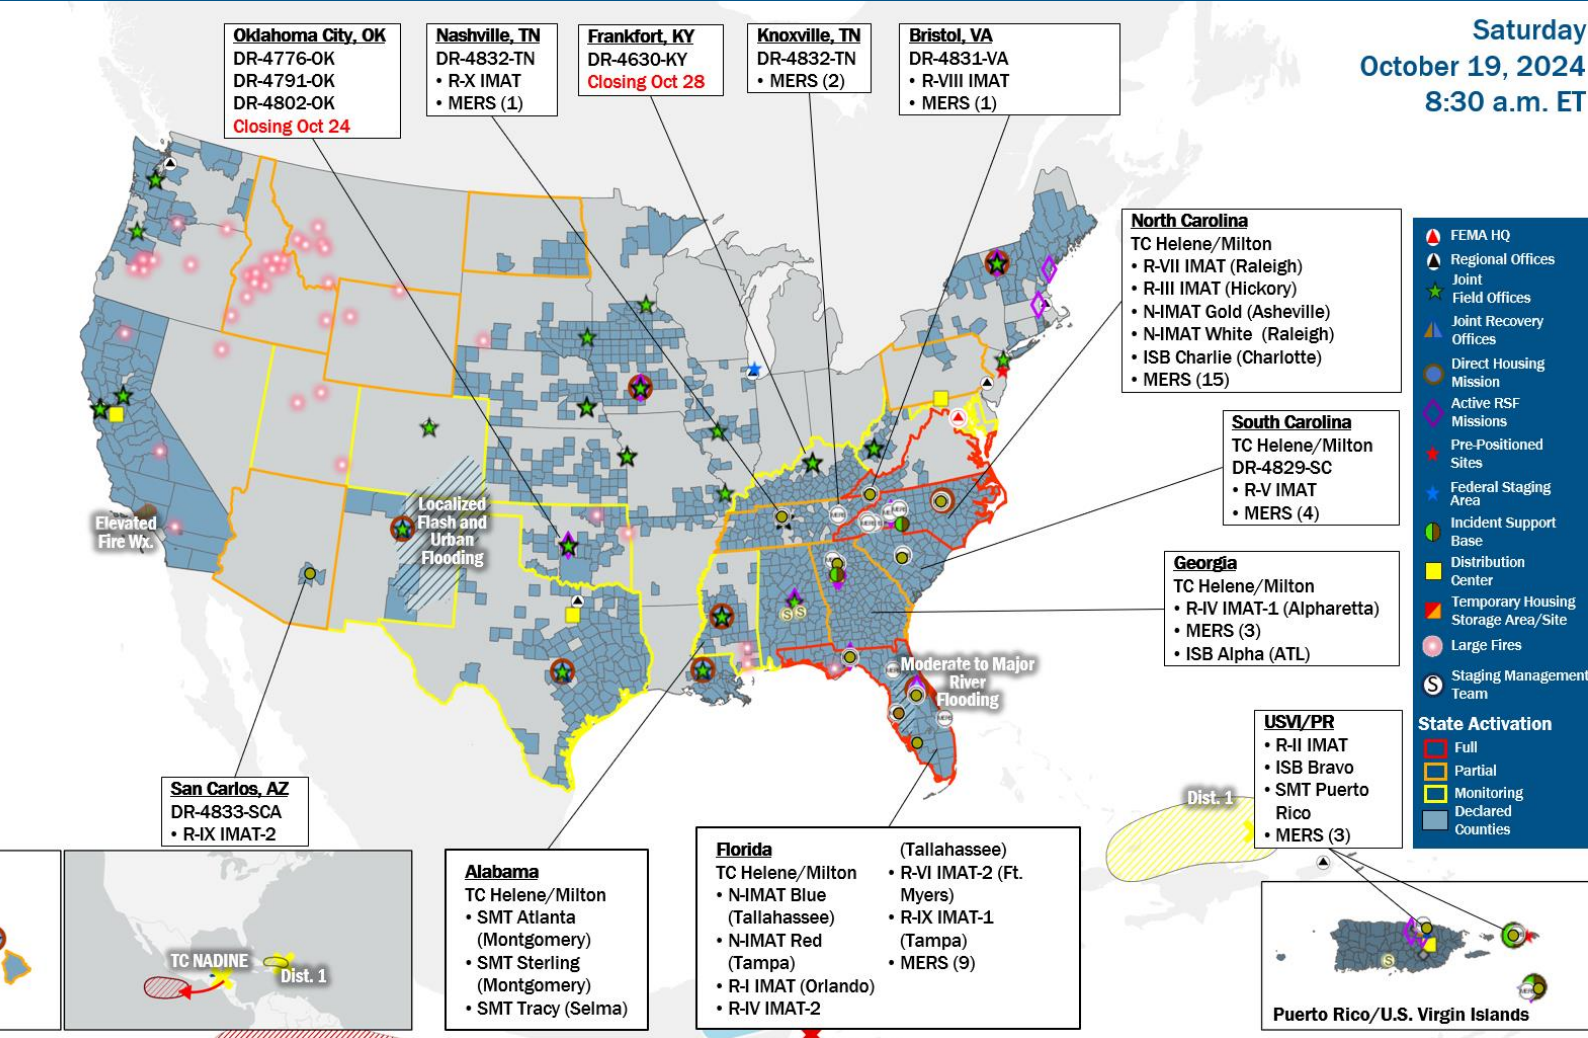 Saturday
October 19, 2024
8:30 a.m. ET
Oklahoma City, OK
DR-4776-OK
DR-4791-OK
DR-4802-OK
Closing Oct 24
Nashville, TN
DR-4832-TN
• R-X IMAT
• MERS (1)
Frankfort, KY
DR-4630-KY
Closing Oct 28
Knoxville, TN
DR-4832-TN
• MERS (2)
Bristol, VA
DR-4831-VA
• R-VIII IMAT
• MERS (1)
North Carolina
TC Helene/Milton
• R-VII IMAT (Raleigh)
• R-III IMAT (Hickory)
• N-IMAT Gold (Asheville)
• N-IMAT White (Raleigh)
• ISB Charlie (Charlotte)
• MERS (15)
South Carolina
TC Helene/Milton
DR-4829-SC
• R-V IMAT
• MERS (4)
Georgia
TC Helene/Milton
• R-IV IMAT-1 (Alpharetta)
• MERS (3)
• ISB Alpha (ATL)
USVI/PR
• R-II IMAT
• ISB Bravo
• SMT Puerto
Rico
• MERS (3)
FEMA HQ
Regional Offices
Joint
Field Offices
Joint Recovery
Offices
Direct Housing
Mission
Active RSF
Missions
Pre-Positioned
Sites
Federal Staging
Area
Incident Support
Base
Distribution
Center
Temporary Housing
Storage Area/Site
Large Fires
S
Staging Management
Team
State Activation
Full
Partial
Monitoring
Declared
Counties
Elevated
Fire Wx.
Localized
Flash and
Urban
Flooding
Moderate to Major
River
Flooding
MERS
MERS
MERS
S
S
Dist. 1
San Carlos, AZ
DR-4833-SCA
• R-IX IMAT-2
TC NADINE
Dist. 1
Alabama
TC Helene/Milton
• SMT Atlanta
(Montgomery)
• SMT Sterling
(Montgomery)
• SMT Tracy (Selma)
Florida
TC Helene/Milton
• N-IMAT Blue
(Tallahassee)
• N-IMAT Red
(Tampa)
• R-I IMAT (Orlando)
• R-IV IMAT-2
(Tallahassee)
• R-VI IMAT-2 (Ft.
Myers)
• R-IX IMAT-1
(Tampa)
• MERS (9)
S
Puerto Rico/U.S. Virgin Islands